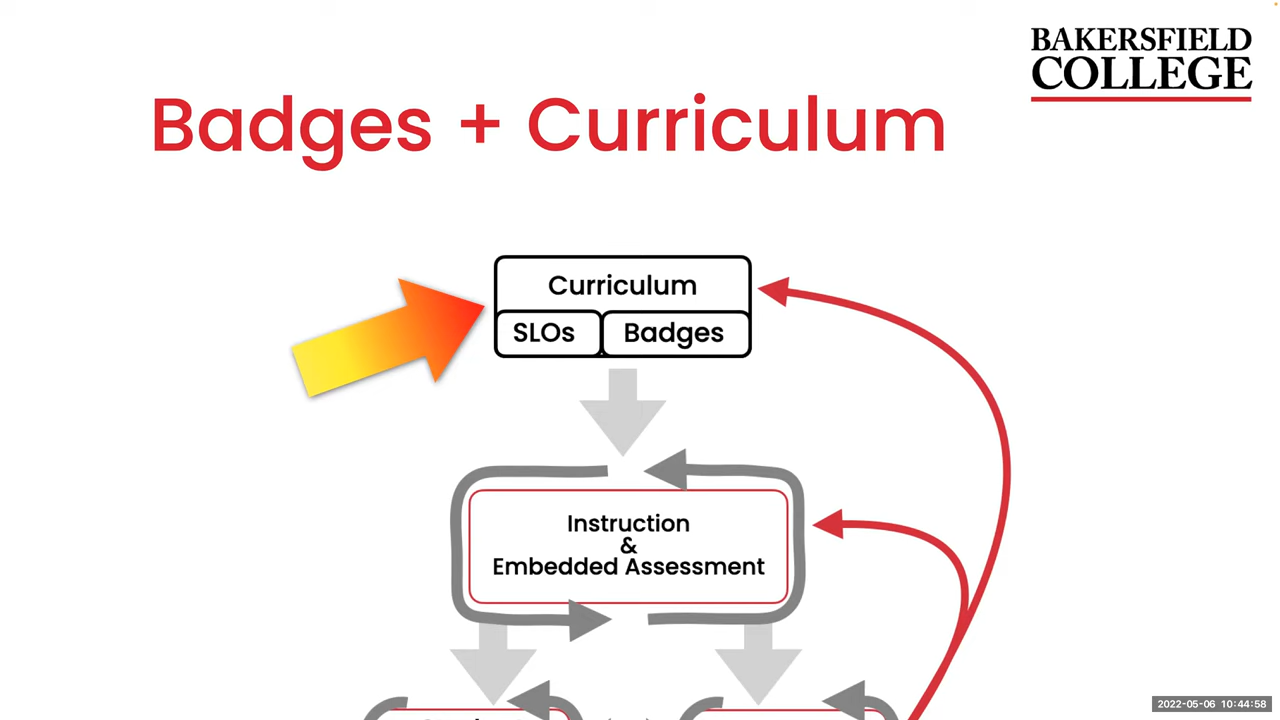 BAKERSFIELD
COLLEGE
Badges + Curriculum
Curriculum
SLOs
Badges
Instruction
&
Embedded Assessment
2022-05-06 10:44:58